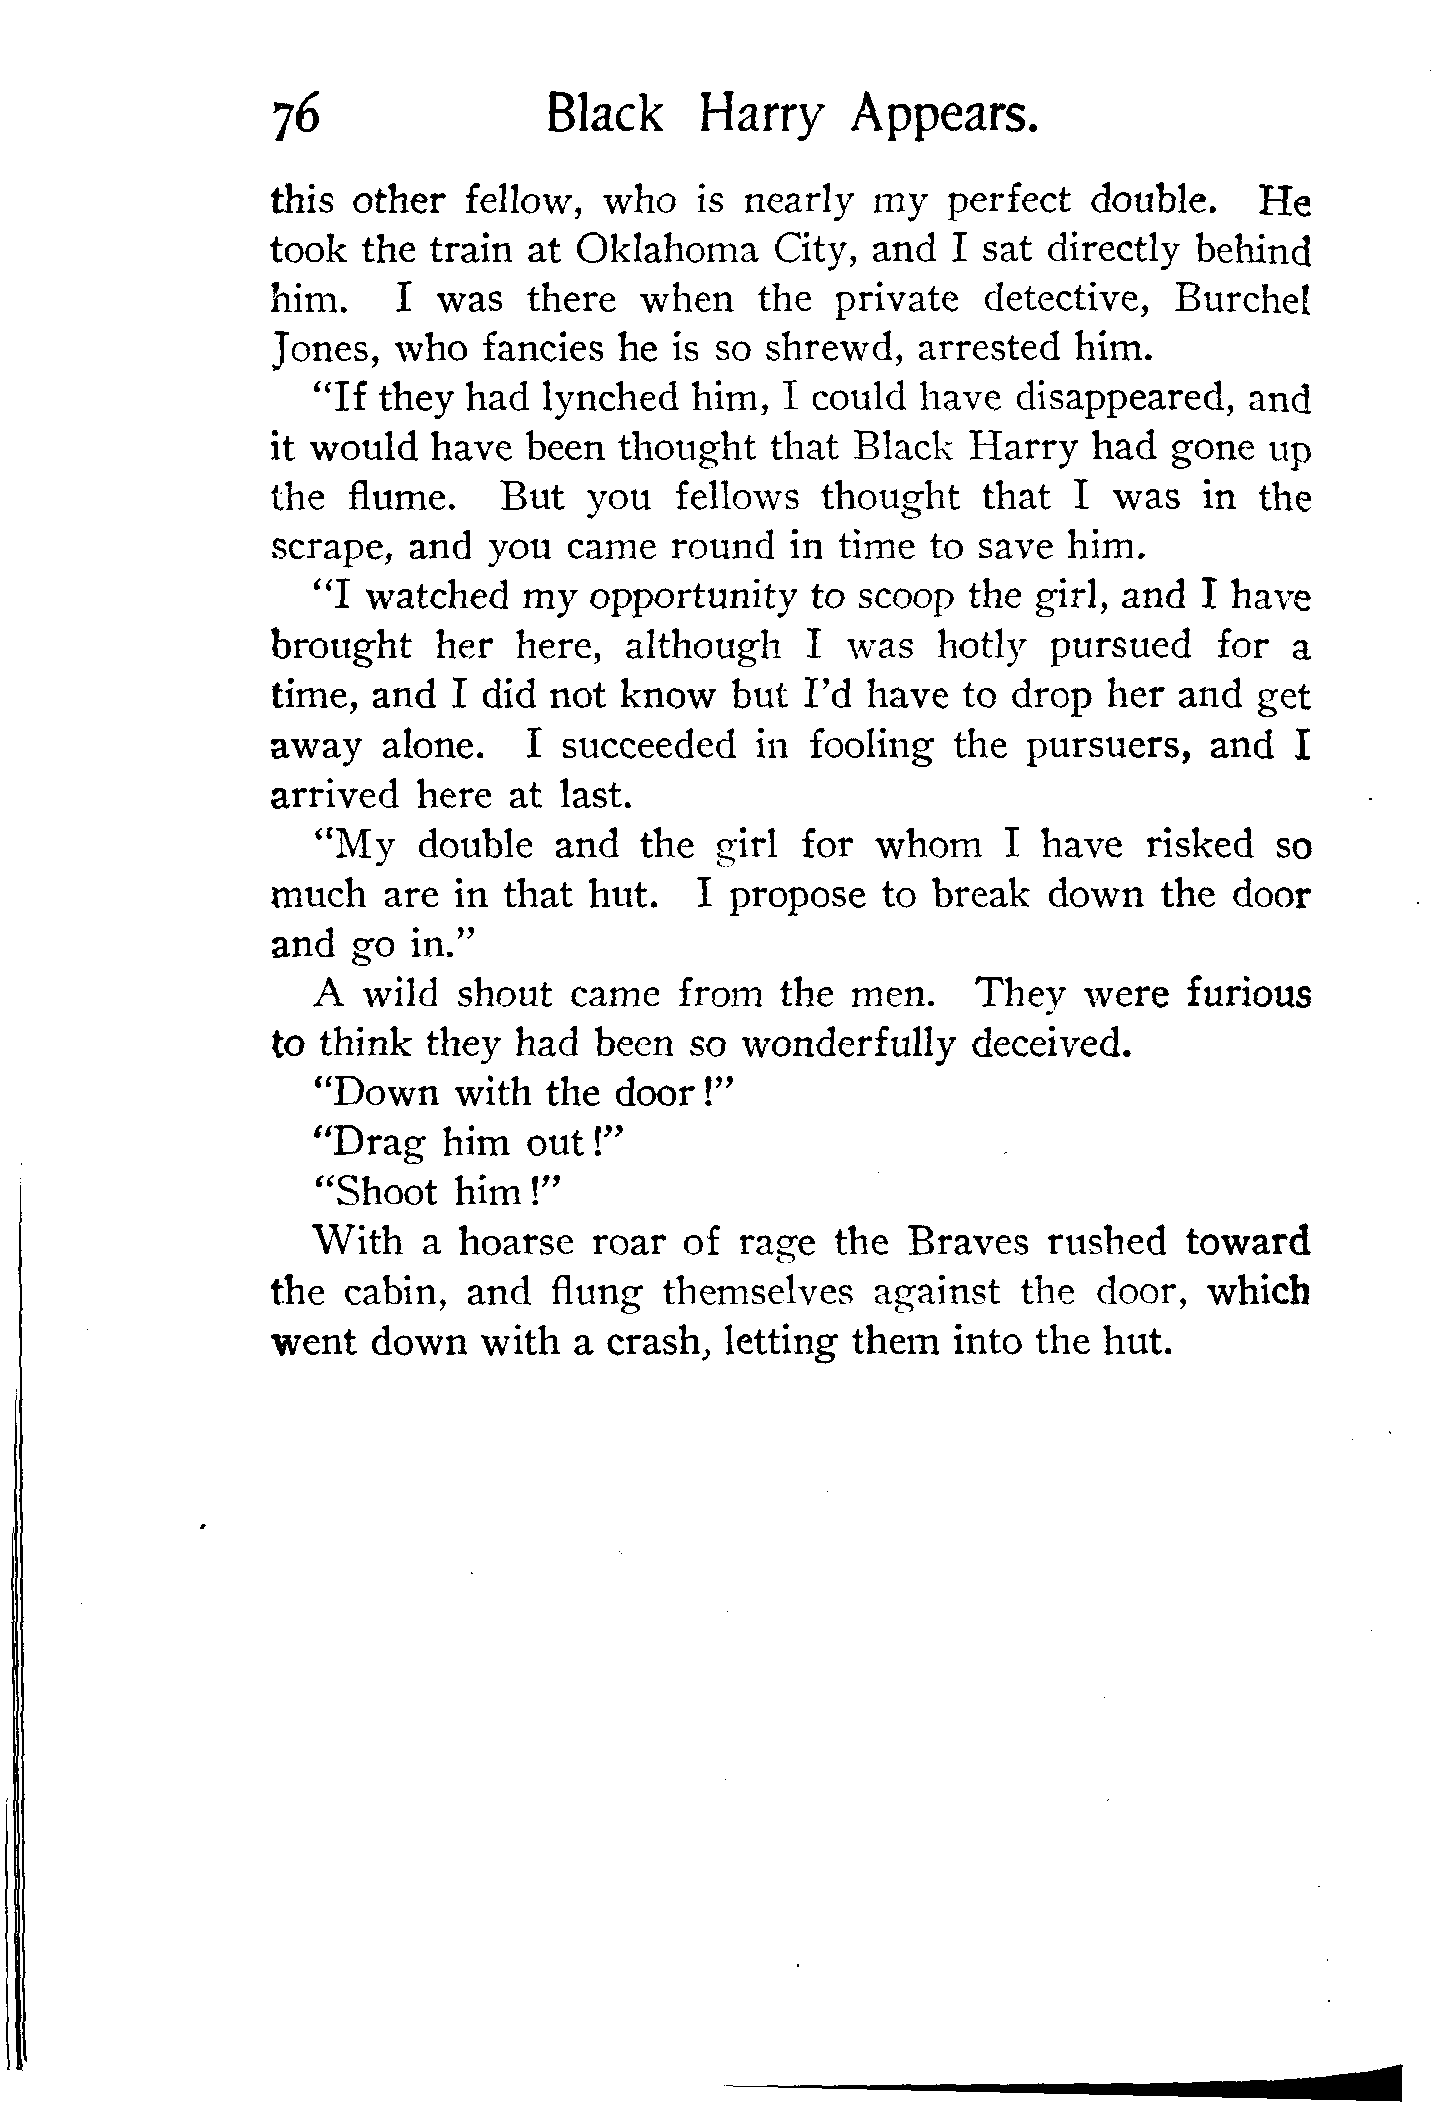 76 Black Harry Appears.
this other fellow, who is nearly my perfect double. He
took the train at Oklahoma City, and I sat directly behind
him. I was there when the private detective, Burchel
Jones, who fancies he is so shrewd, arrested him.
“If they had lynched him, I could have disappeared, and
it would have been thought that Black Harry had gone up
the flume. But you fellows thought that I was in the
scrape, and you came round in time to save him.
“I watched my opportunity to scoop the girl, and I have
brought her here, although I was hotly pursued for a
time, and I did not know but I’d have to drop her and get
away alone. I succeeded in fooling the pursuers, and I
arrived here at last.
“My double and the girl for whom I have risked so
much are in that hut. I propose to break down the door
and go in.”
A wild shout came from the men. They were furious
to think they had been so wonderfully deceived.
“Down with the door!”
“Drag him out!”
“Shoot him!”
With a hoarse roar of rage the Braves rushed toward
the cabin, and flung themselves against the door, which
went down with a crash, letting them into the hut.